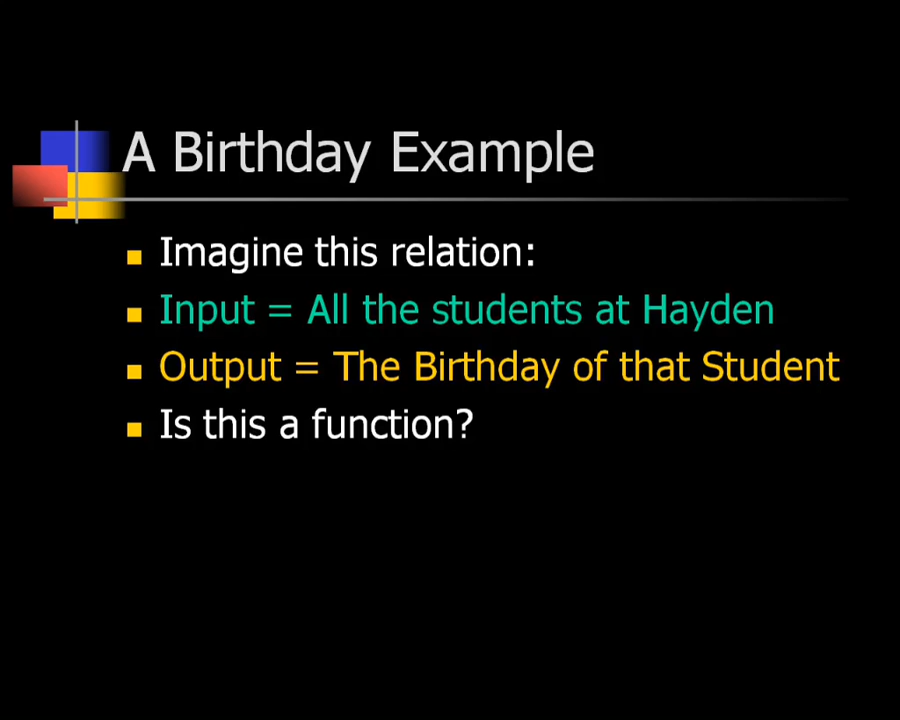 A Birthday Example
Imagine this relation:
Input = All the students at Hayden
Output = The Birthday of that Student
Is this a function?